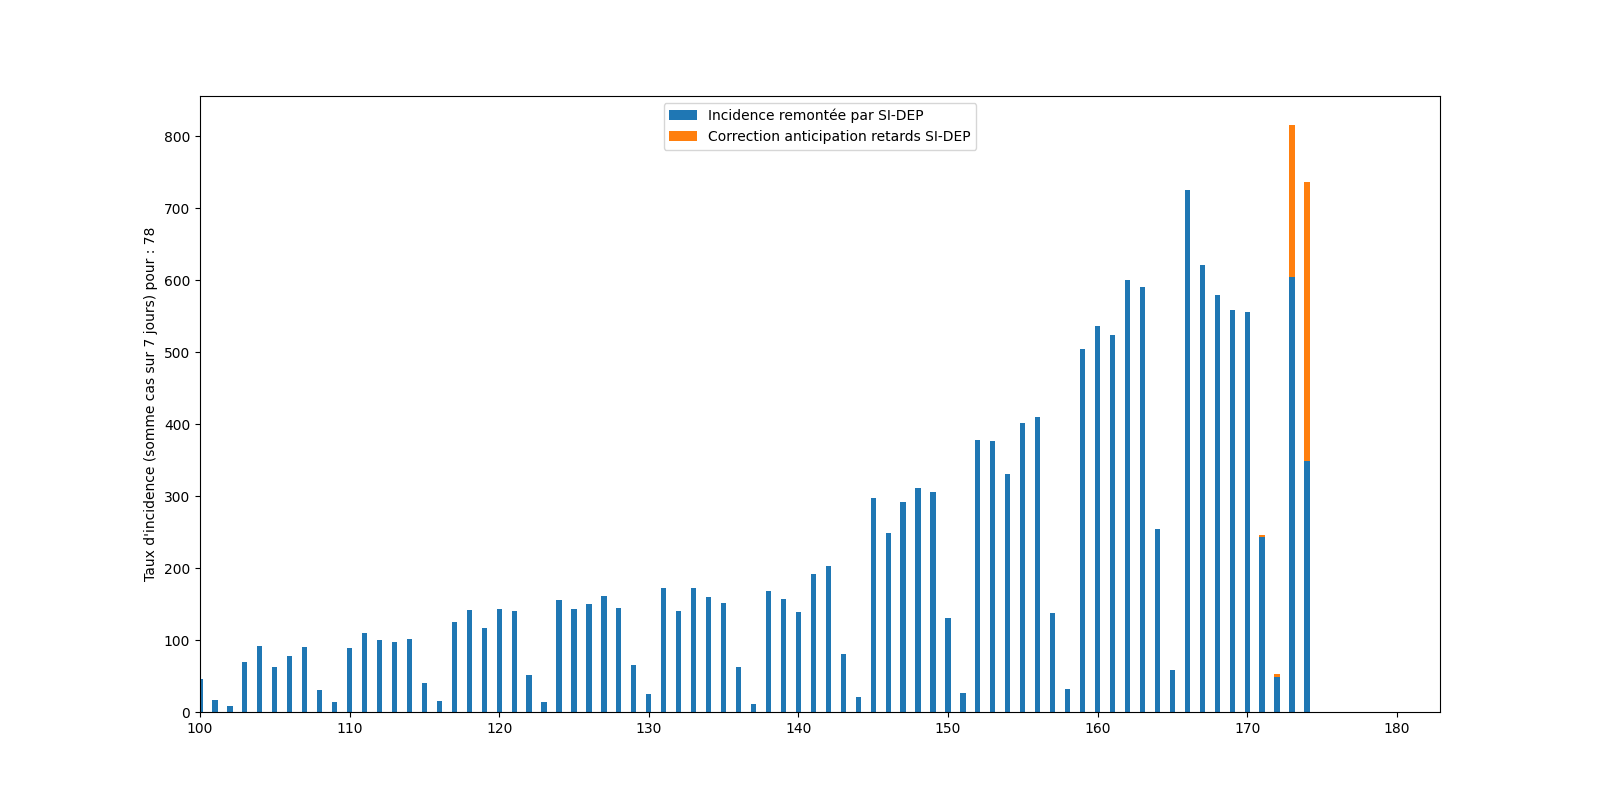 Incidence remontée par SI-DEP
Correction anticipation retards SI-DEP
Taux d'incidence (somme cas sur 7 jours) pour : 78
800
700
600
500
400
300
200
100
0
100 110 120 130 140 150 160 170 180